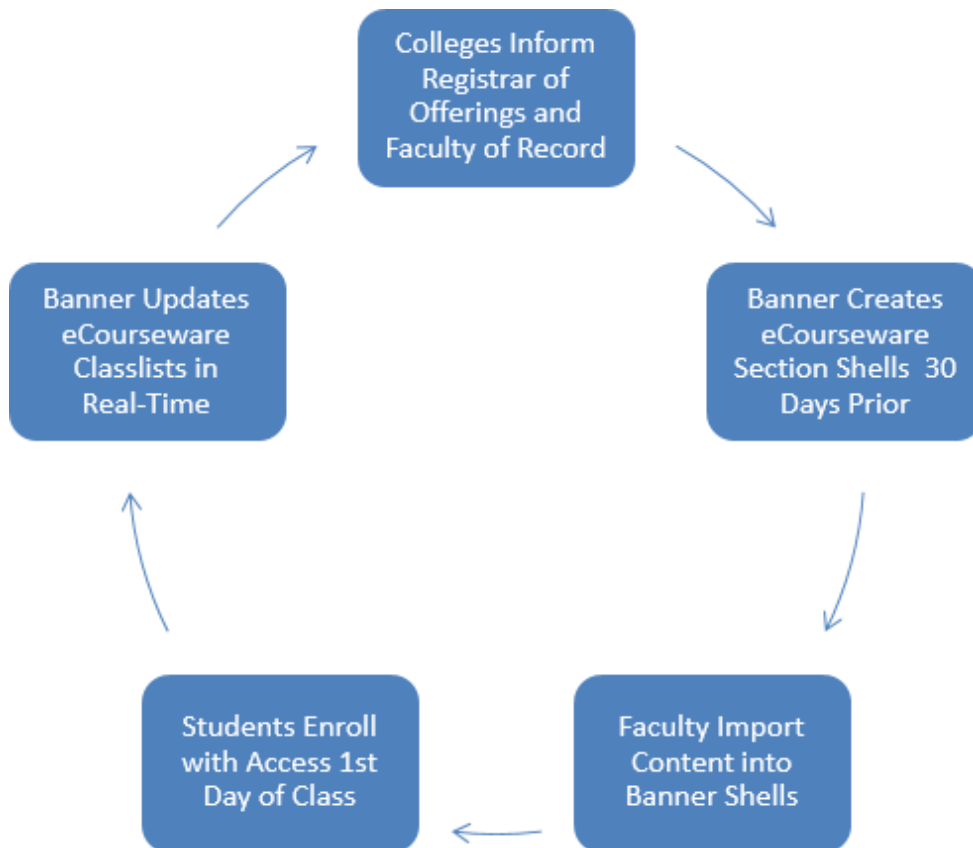 Colleges Inform
Registrar of
Offerings and
Faculty of Record
Banner Creates
eCourseware
Section Shells  30
Days Prior
Faculty Import
Content into
Banner Shells
Students Enroll
with Access 1st
Day of Class
Banner Updates
eCourseware
Classlists in
Real-Time